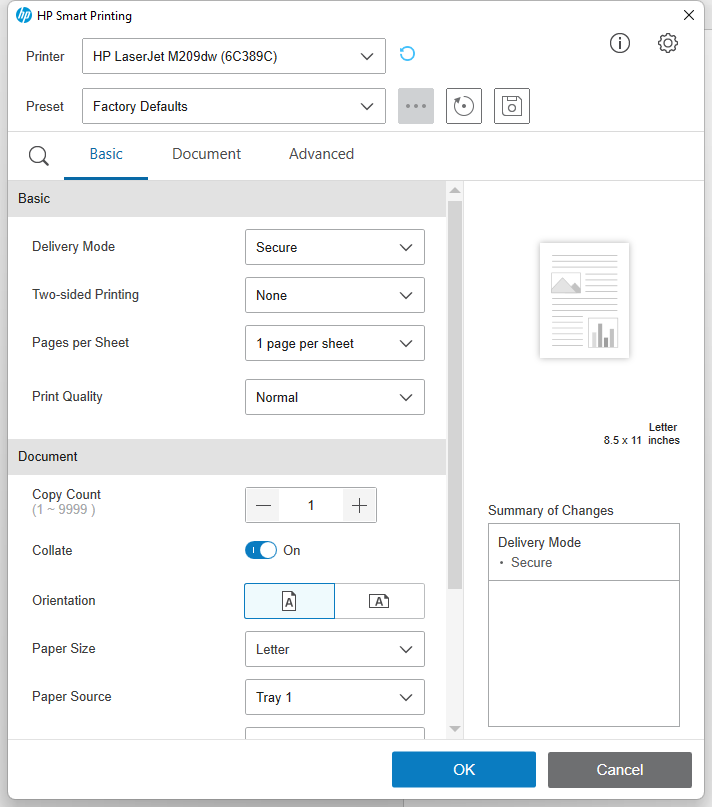 hp HP Smart Printing
Printer HP LaserJet M209dw (6C389C)
Preset Factory Defaults
Basic Document Advanced
Basic
Delivery Mode Secure
Two-sided Printing None
Pages per Sheet 1 page per sheet
Print Quality Normal
Letter
8.5 x 11 inches
Document
Copy Count
(1 ~ 9999 )
1
Collate On
Orientation A A
Paper Size Letter
Paper Source Tray 1
Summary of Changes
Delivery Mode
• Secure
OK Cancel